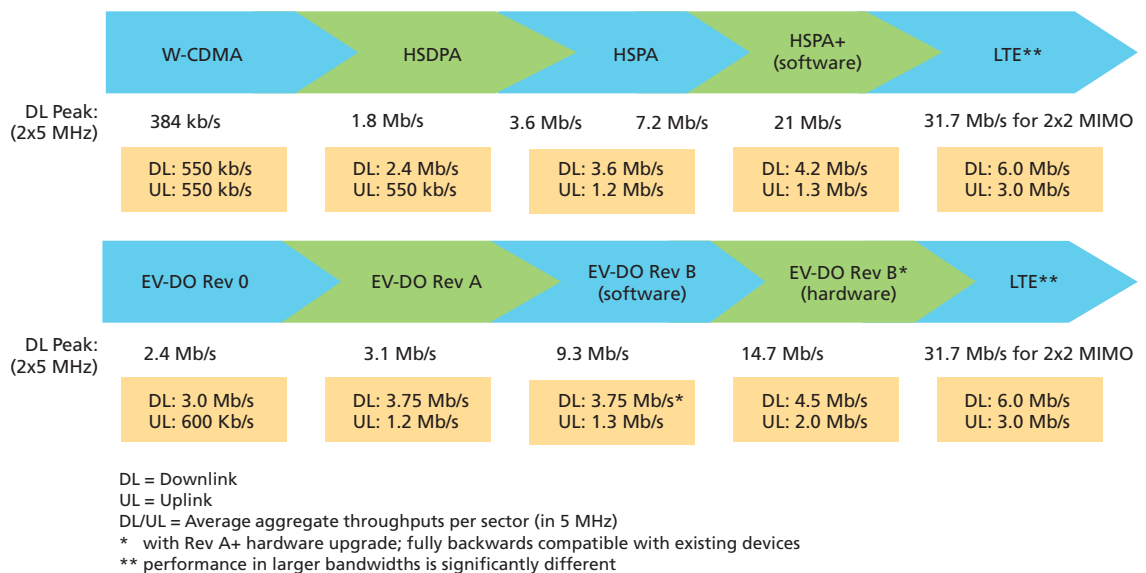 W-CDMA
HSDPA
HSPA
HSPA+
(software)
LTE**
DL Peak:
(2x5 MHz)
384 kb/s
1.8 Mb/s
3.6 Mb/s
7.2 Mb/s
21 Mb/s
31.7 Mb/s for 2x2 MIMO
DL: 550 kb/s
UL: 550 kb/s
DL: 2.4 Mb/s
UL: 550 kb/s
DL: 3.6 Mb/s
UL: 1.2 Mb/s
DL: 4.2 Mb/s
UL: 1.3 Mb/s
DL: 6.0 Mb/s
UL: 3.0 Mb/s
EV-DO Rev 0
EV-DO Rev A
EV-DO Rev B
(software)
EV-DO Rev B*
(hardware)
LTE**
DL Peak:
(2x5 MHz)
2.4 Mb/s
3.1 Mb/s
9.3 Mb/s
14.7 Mb/s
31.7 Mb/s for 2x2 MIMO
DL: 3.0 Mb/s
UL: 600 Kb/s
DL: 3.75 Mb/s
UL: 1.2 Mb/s
DL: 3.75 Mb/s*
UL: 1.3 Mb/s
DL: 4.5 Mb/s
UL: 2.0 Mb/s
DL: 6.0 Mb/s
UL: 3.0 Mb/s
DL = Downlink
UL = Uplink
DL/UL = Average aggregate throughputs per sector (in 5 MHz)
* with Rev A+ hardware upgrade; fully backwards compatible with existing devices
** performance in larger bandwidths is significantly different